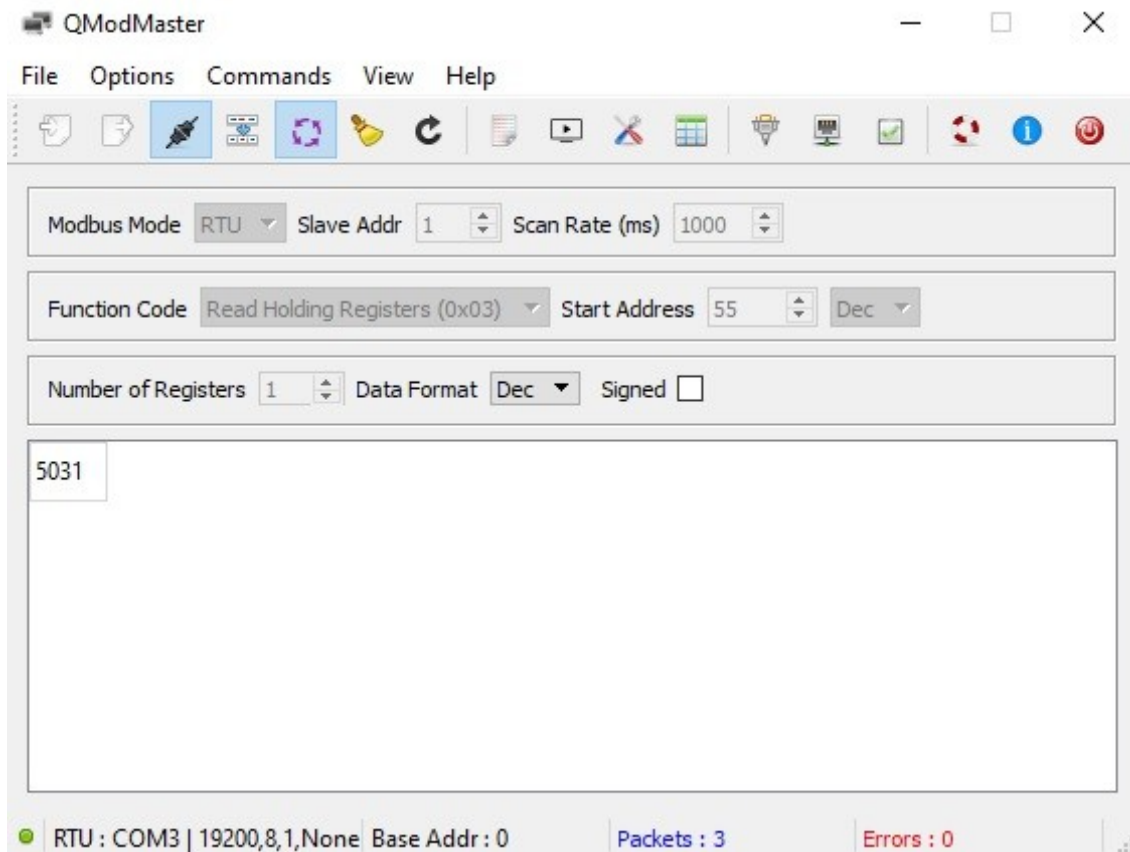 QModMaster
File Options Commands View Help
Modbus Mode RTU Slave Addr 1 Scan Rate (ms) 1000
Function Code Read Holding Registers (0x03) Start Address 55 Dec
Number of Registers 1 Data Format Dec Signed
5031
RTU : COM3 | 19200,8,1,None Base Addr : 0 Packets : 3 Errors : 0